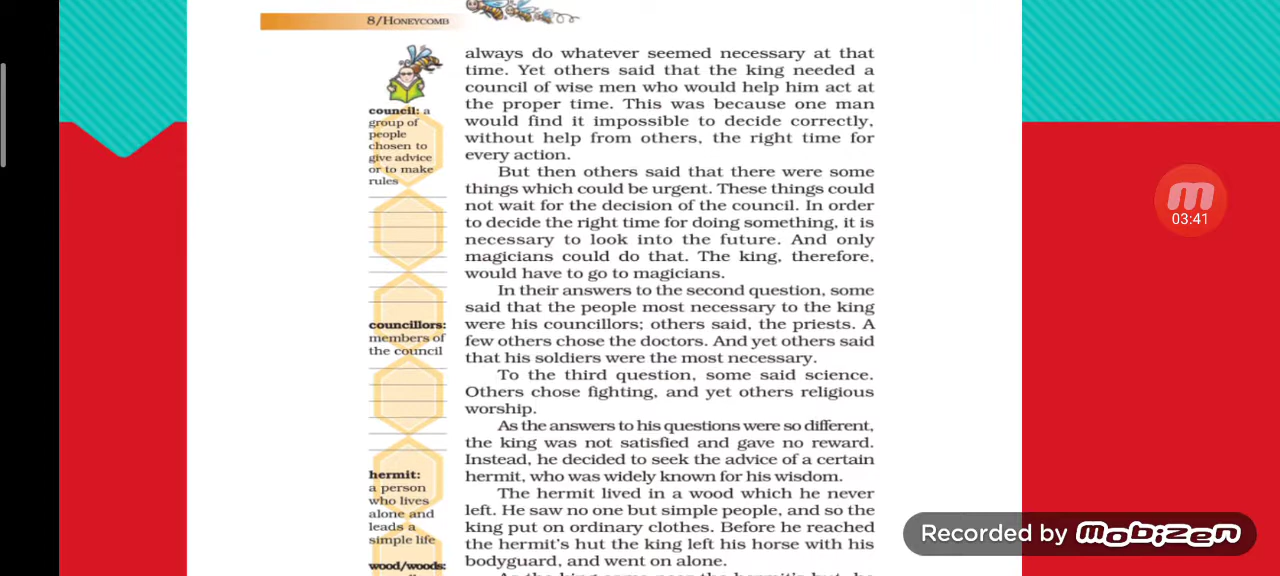 8/HONEYCOMB
council: a
group of
people
chosen to
give advice
or to make
rules
councillors:
members of
the council
hermit:
a person
who lives
alone and
leads a
simple life
wood/woods:
always do whatever seemed necessary at that
time. Yet others said that the king needed a
council of wise men who would help him act at
the proper time. This was because one man
would find it impossible to decide correctly,
without help from others, the right time for
every action.
But then others said that there were some
things which could be urgent. These things could
not wait for the decision of the council. In order
to decide the right time for doing something, it is
necessary to look into the future. And only
magicians could do that. The king, therefore,
would have to go to magicians.
In their answers to the second question, some
said that the people most necessary to the king
were his councillors; others said, the priests. A
few others chose the doctors. And yet others said
that his soldiers were the most necessary.
To the third question, some said science.
Others chose fighting, and yet others religious
worship.
As the answers to his questions were so different,
the king was not satisfied and gave no reward.
Instead, he decided to seek the advice of a certain
hermit, who was widely known for his wisdom.
The hermit lived in a wood which he never
left. He saw no one but simple people, and so the
king put on ordinary clothes. Before he reached
the hermit's hut the king left his horse with his
bodyguard, and went on alone.
03:41
Recorded by mobizen